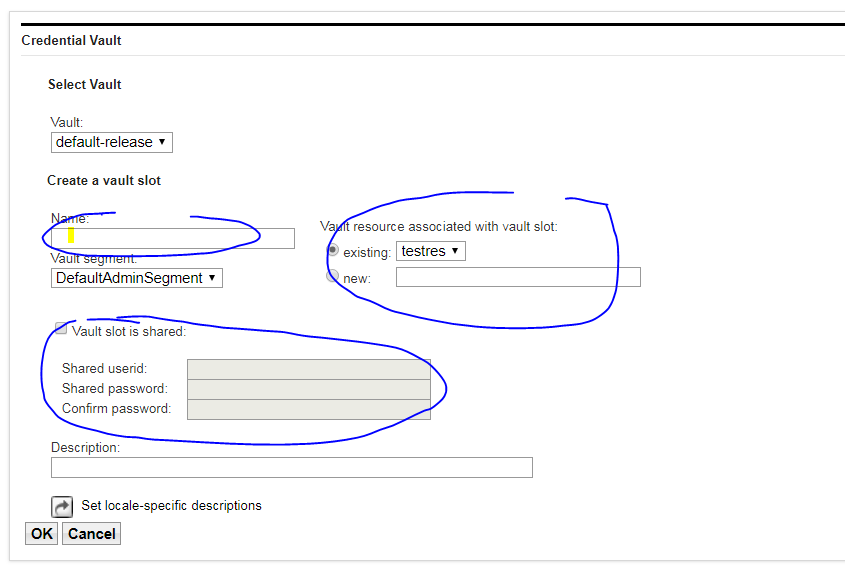 Credential Vault
Select Vault
Vault:
default-release
Create a vault slot
Name:
Vault segment:
DefaultAdminSegment
Vault resource associated with vault slot:
existing: testres
new:
Vault slot is shared:
Shared userid:
Shared password:
Confirm password:
Description:
Set locale-specific descriptions
OK Cancel